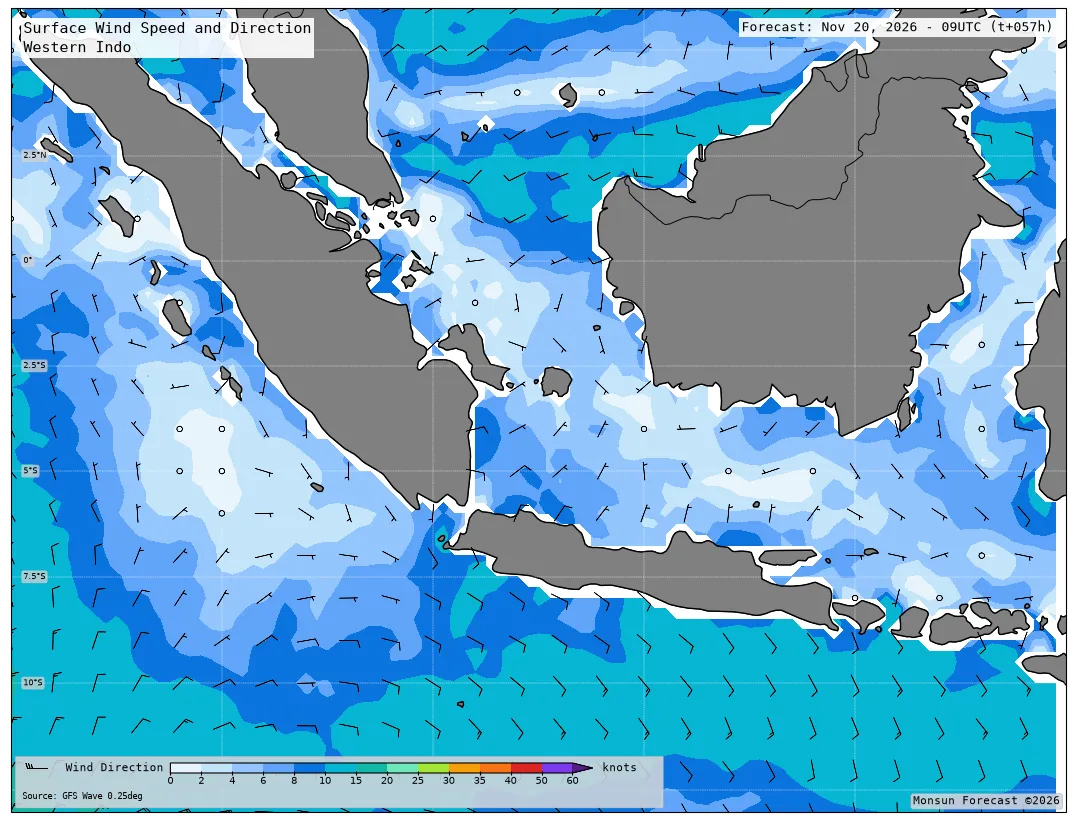 Surface Wind Speed and Direction
Western Indo
Forecast: Nov 20, 2026 - 09UTC (t+057h)
2.5°N
0°
2.5°S
5°S
7.5°S
10°S
Wind Direction
0 2 4 6 8 10 15 20 25 30 35 40 50 60
knots
Source: GFS Wave 0.25deg
Monsun Forecast ©2026